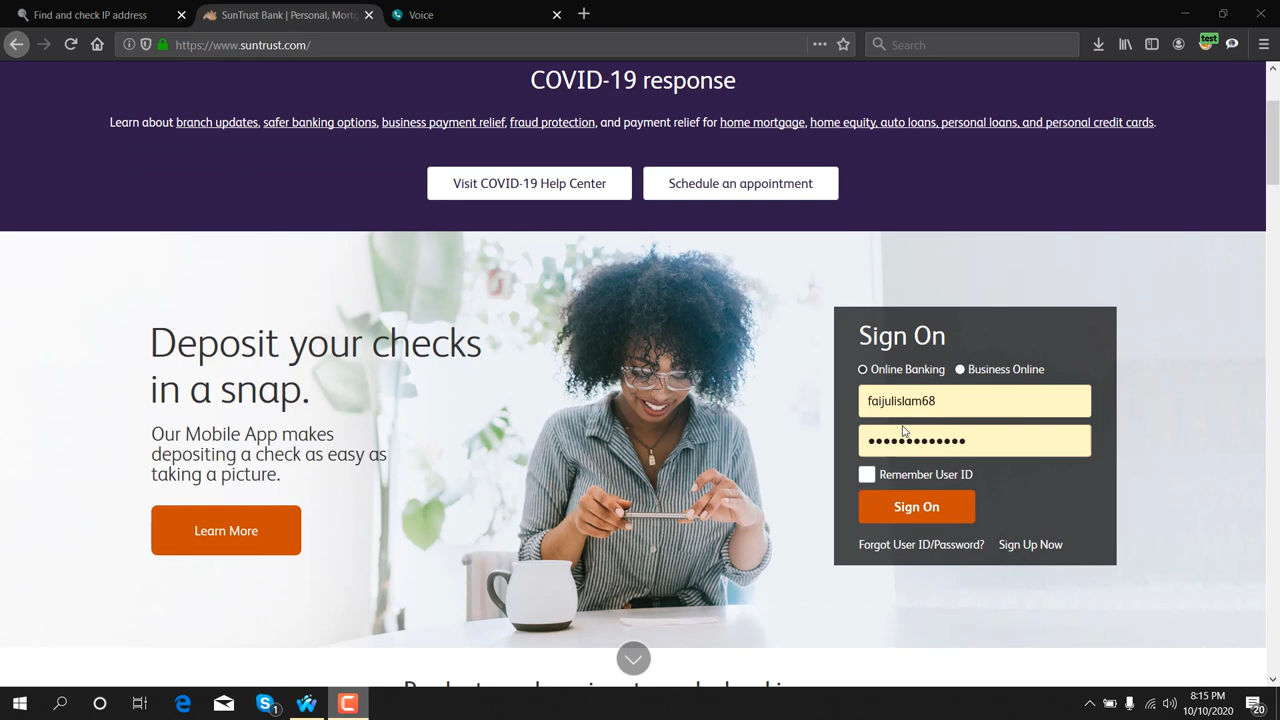 Find and check IP address
SunTrust Bank | Personal, Mortg
Voice
https://www.suntrust.com/
Search
test
COVID-19 response
Learn about branch updates, safer banking options, business payment relief, fraud protection, and payment relief for home mortgage, home equity, auto loans, personal loans, and personal credit cards.
Visit COVID-19 Help Center
Schedule an appointment
Deposit your checks
in a snap.
Our Mobile App makes
depositing a check as easy as
taking a picture.
Learn More
Sign On
Online Banking
Business Online
faijulislam68
Remember User ID
Sign On
Forgot User ID/Password?
Sign Up Now
1
8:15 PM
10/10/2020
20